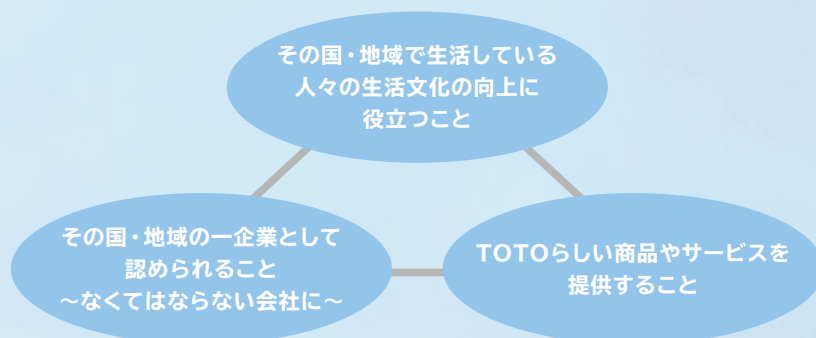 その国・地域で生活している
人々の生活文化の向上に
役立つこと
その国・地域の一企業として
認められること
～なくてはならない会社に～
TOTOらしい商品やサービスを
提供すること